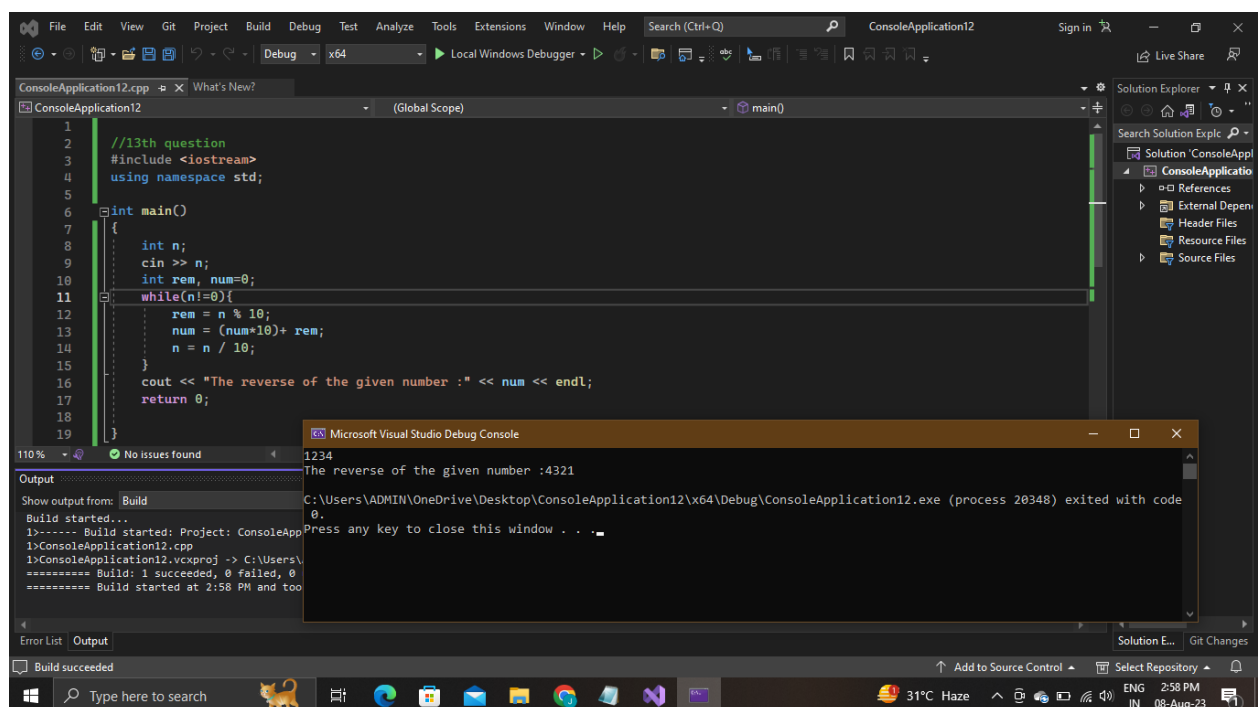 File Edit View Git Project Build Debug Test Analyze Tools Extensions Window Help Search (Ctrl+Q) ConsoleApplication12 Sign in
Debug x64 Local Windows Debugger Live Share
ConsoleApplication12.cpp What's New? Solution Explorer
ConsoleApplication12 (Global Scope) main()
Search Solution Explc
Solution 'ConsoleAppl
ConsoleApplicatio
References
External Depen
Header Files
Resource Files
Source Files
1
2 //13th question
3 #include <iostream>
4 using namespace std;
5
6 int main()
7 {
8 int n;
9 cin >> n;
10 int rem, num=0;
11 while(n!=0){
12 rem = n % 10;
13 num = (num*10)+ rem;
14 n = n / 10;
15 }
16 cout << "The reverse of the given number :" << num << endl;
17 return 0;
18
19 }
110 % No issues found
Output
Show output from: Build
Build started...
1>------ Build started: Project: ConsoleApp
1>ConsoleApplication12.cpp
1>ConsoleApplication12.vcxproj -> C:\Users\
========== Build: 1 succeeded, 0 failed, 0
========== Build started at 2:58 PM and too
Microsoft Visual Studio Debug Console
1234
The reverse of the given number :4321
C:\Users\ADMIN\OneDrive\Desktop\ConsoleApplication12\x64\Debug\ConsoleApplication12.exe (process 20348) exited with code
0.
Press any key to close this window . . .
Error List Output Solution E... Git Changes
Build succeeded Add to Source Control Select Repository
Type here to search 31°C Haze ENG 2:58 PM
IN 08-Aug-23